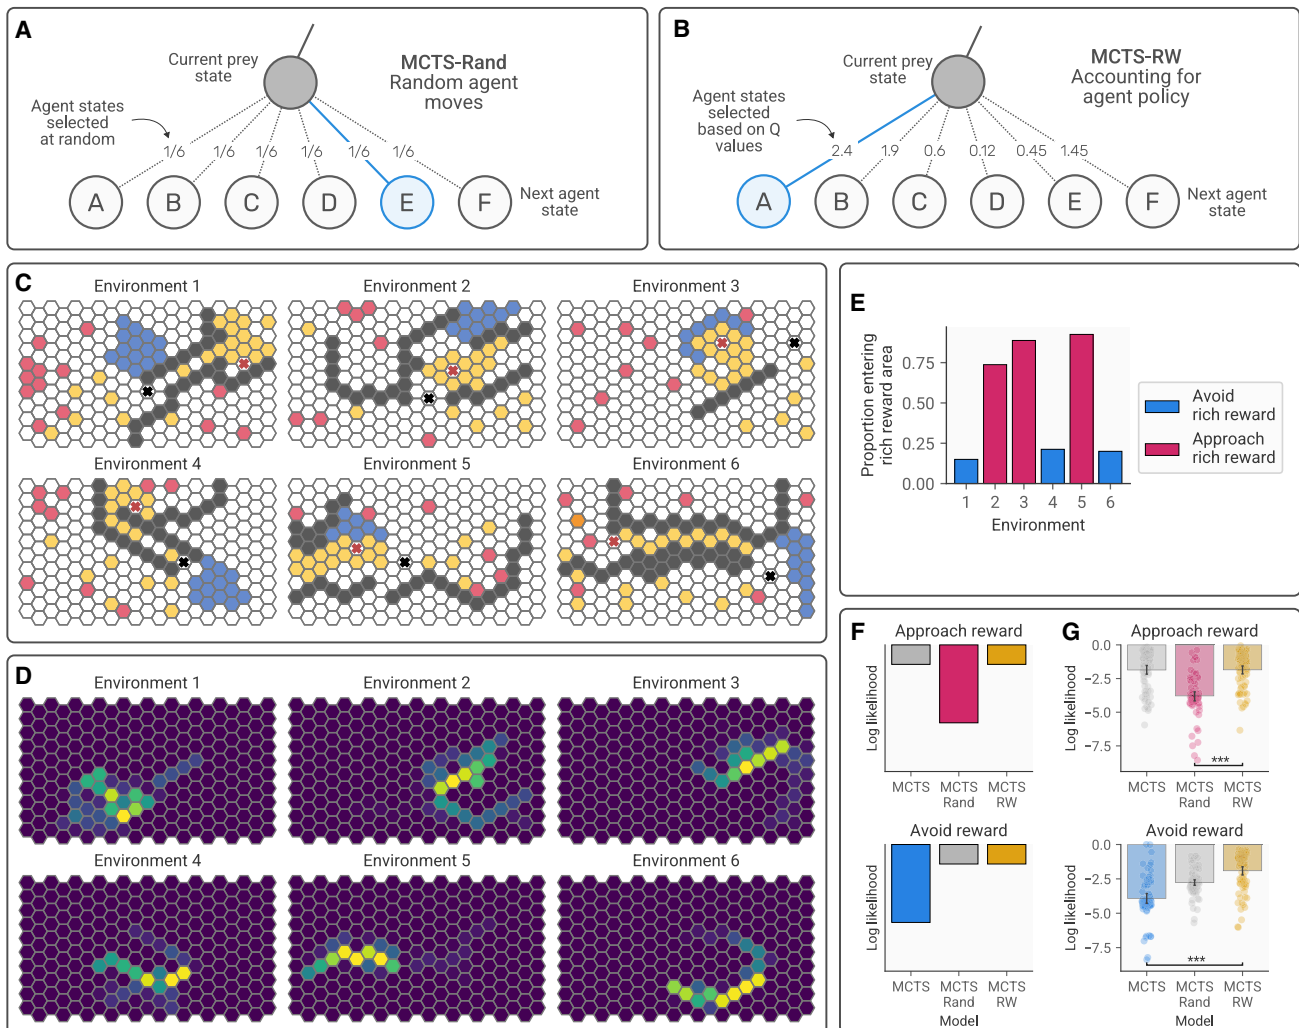 A
Current prey
state
MCTS-Rand
Random agent
moves
Agent states
selected
at random
1/6 1/6 1/6 1/6 1/6 1/6
A B C D E F
Next agent
state
B
Current prey
state
MCTS-RW
Accounting for
agent policy
Agent states
selected
based on Q
values
2.4 1.9 0.6 0.12 0.45 1.45
A B C D E F
Next agent
state
C
Environment 1 Environment 2 Environment 3
Environment 4 Environment 5 Environment 6
D
Environment 1 Environment 2 Environment 3
Environment 4 Environment 5 Environment 6
E
Proportion entering
rich reward area
0.75
0.50
0.25
0.00
1 2 3 4 5 6
Environment
Avoid
rich reward
Approach
rich reward
F
Approach reward
Log likelihood
MCTS MCTS MCTS
Rand RW
Avoid reward
Log likelihood
MCTS MCTS MCTS
Rand RW
G
Approach reward
Log likelihood
0.0
−2.5
−5.0
−7.5
***
MCTS MCTS MCTS
Rand RW
Avoid reward
Log likelihood
0.0
−2.5
−5.0
−7.5
***
MCTS MCTS MCTS
Rand RW
Model